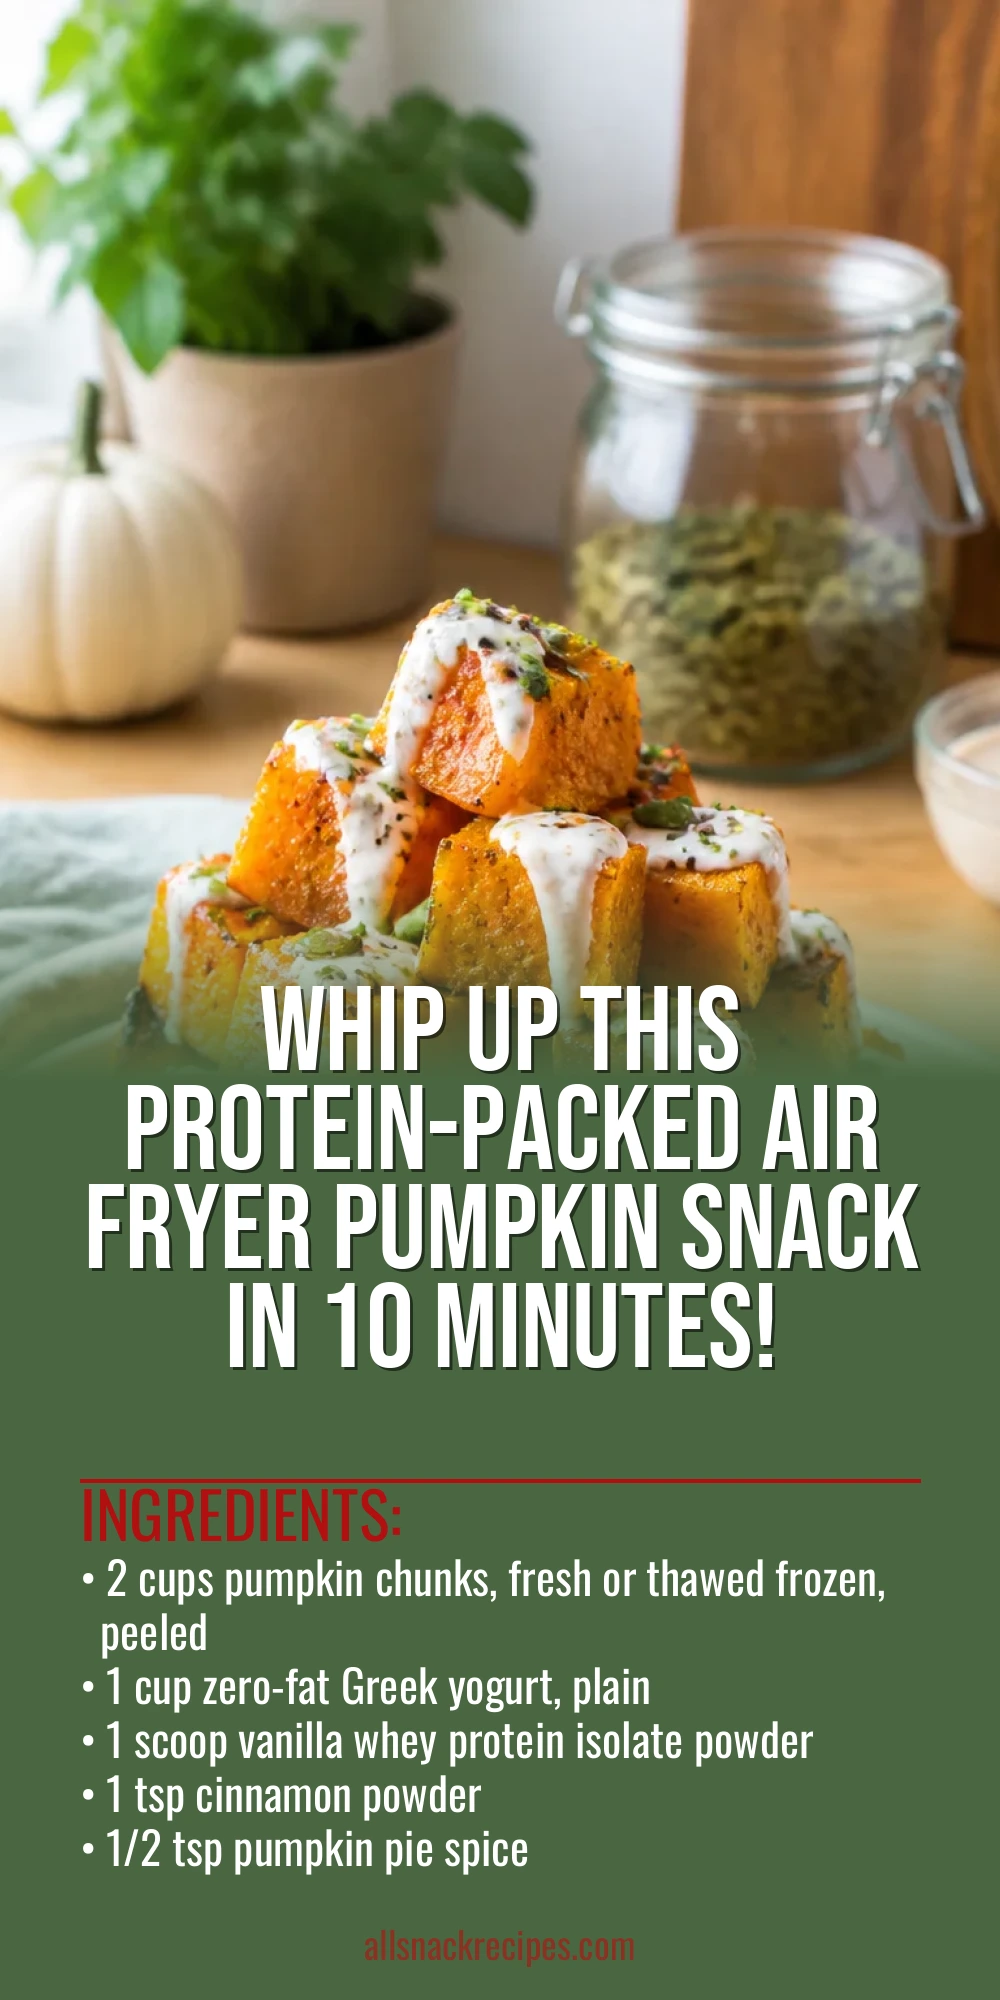 WHIP UP THIS
PROTEIN-PACKED AIR
FRYER PUMPKIN SNACK
IN 10 MINUTES!
INGREDIENTS:
• 2 cups pumpkin chunks, fresh or thawed frozen,
peeled
• 1 cup zero-fat Greek yogurt, plain
• 1 scoop vanilla whey protein isolate powder
• 1 tsp cinnamon powder
• 1/2 tsp pumpkin pie spice
allsnackrecipes.com